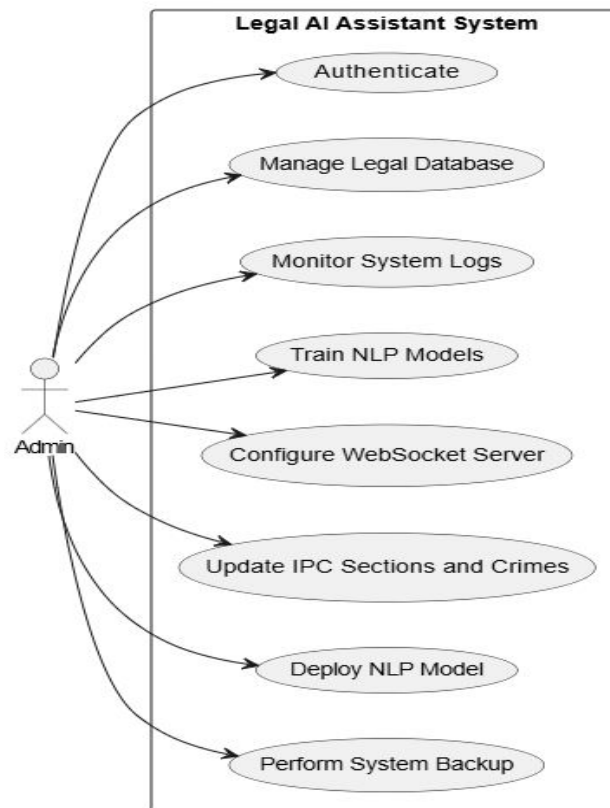 Legal AI Assistant System
Authenticate
Manage Legal Database
Monitor System Logs
Train NLP Models
Configure WebSocket Server
Admin
Update IPC Sections and Crimes
Deploy NLP Model
Perform System Backup